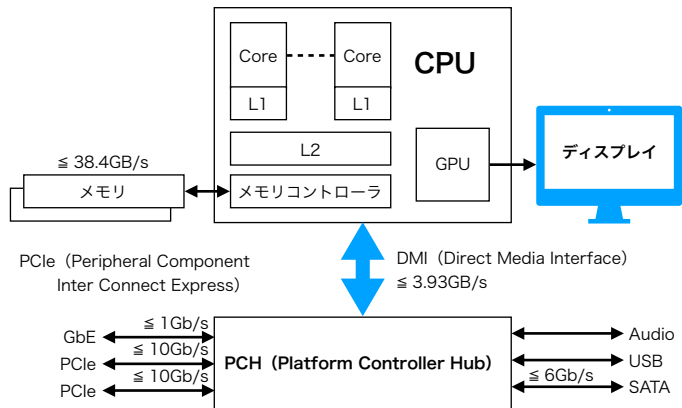 CPU
Core
Core
L1
L1
L2
メモリコントローラ
GPU
ディスプレイ
≦ 38.4GB/s
メモリ
PCIe（Peripheral Component
Inter Connect Express）
DMI（Direct Media Interface）
≦ 3.93GB/s
PCH（Platform Controller Hub）
GbE
≦ 1Gb/s
PCIe
≦ 10Gb/s
PCIe
≦ 10Gb/s
Audio
USB
≦ 6Gb/s
SATA